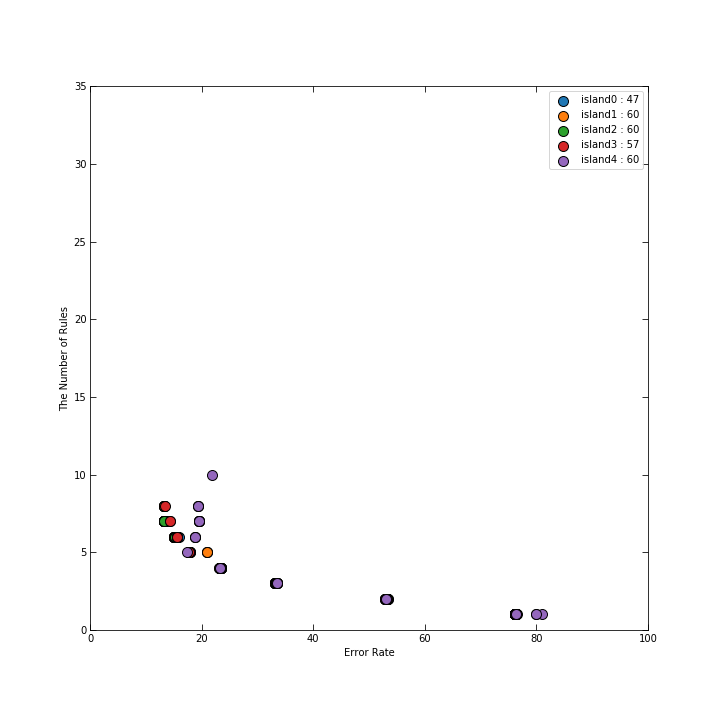 35
30
25
20
15
10
5
0
The Number of Rules
0 20 40 60 80 100
Error Rate
island0 : 47
island1 : 60
island2 : 60
island3 : 57
island4 : 60